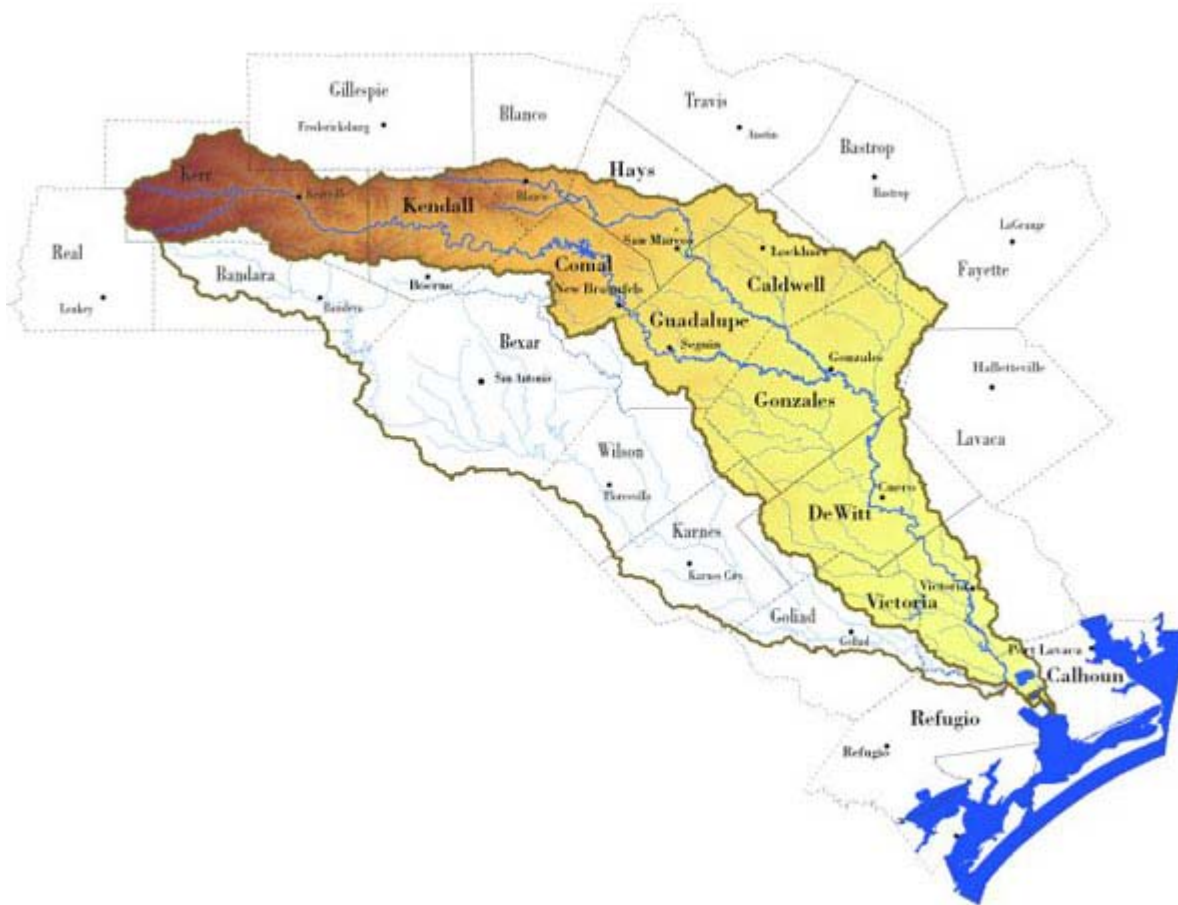 Gillespie
Fredericksburg
Blanco
Travis
Austin
Bastrop
Bastrop
Hays
Kerr
Kerrville
Blanco
Kendall
LaGrange
Fayette
San Marcos
Lockhart
Real
Bandara
Boerne
Comal
New Braunfels
Caldwell
Leakey
Bandera
Guadalupe
Seguin
Bexar
San Antonio
Gonzales
Gonzales
Halletteville
Lavaca
Wilson
Floresville
Cuero
DeWitt
Karnes
Karnes City
Victoria
Victoria
Goliad
Goliad
Port Lavaca
Calhoun
Refugio
Refugio